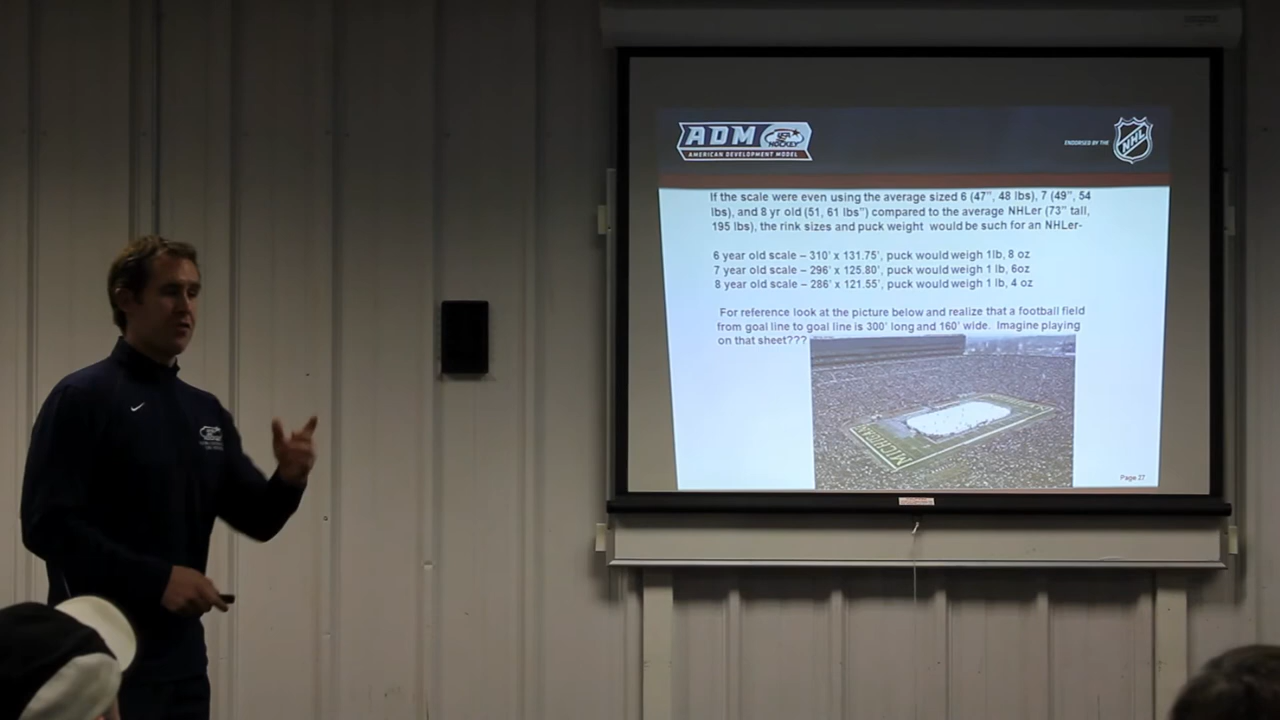 ADM
USA
HOCKEY
AMERICAN DEVELOPMENT MODEL
ENDORSED BY THE
NHL
If the scale were even using the average sized 6 (47”, 48 lbs), 7 (49”, 54
lbs), and 8 yr old (51, 61 lbs”) compared to the average NHLer (73” tall,
195 lbs), the rink sizes and puck weight would be such for an NHLer-
6 year old scale – 310’ x 131.75’, puck would weigh 1lb, 8 oz
7 year old scale – 296’ x 125.80’, puck would weigh 1 lb, 6oz
8 year old scale – 286’ x 121.55’, puck would weigh 1 lb, 4 oz
For reference look at the picture below and realize that a football field
from goal line to goal line is 300’ long and 160’ wide. Imagine playing
on that sheet???
MICHIGAN
Page 27